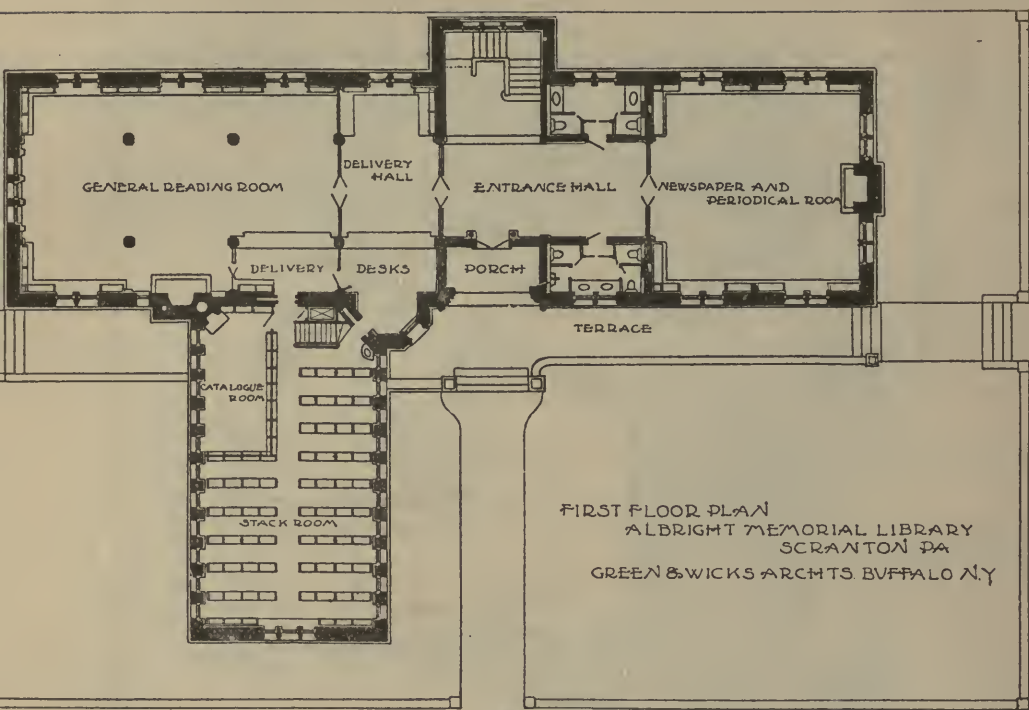 GENERAL READING ROOM
DELIVERY
HALL
ENTRANCE HALL
NEWSPAPER AND
PERIODICAL ROOM
DELIVERY DESKS
PORCH
TERRACE
CATALOGUE
ROOM
STACK ROOM
FIRST FLOOR PLAN
ALBRIGHT MEMORIAL LIBRARY
SCRANTON PA
GREEN & WICKS ARCHTS. BUFFALO N.Y